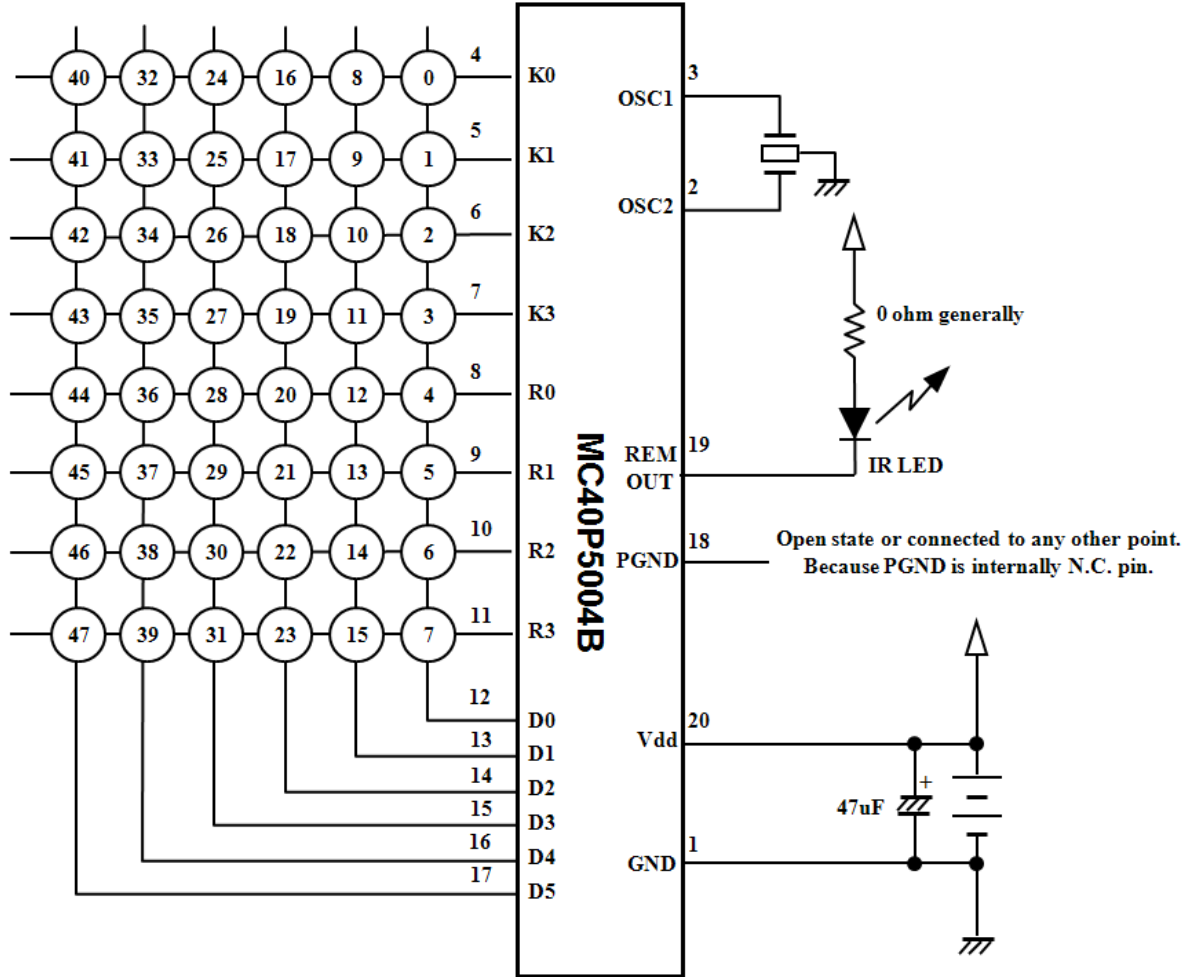 4
40 32 24 16 8 0 K0
5
41 33 25 17 9 1 K1
6
42 34 26 18 10 2 K2
7
43 35 27 19 11 3 K3
8
44 36 28 20 12 4 R0
9
45 37 29 21 13 5 R1
10
46 38 30 22 14 6 R2
11
47 39 31 23 15 7 R3
12
D0
13
D1
14
D2
15
D3
16
D4
17
D5
MC40P5004B
3
OSC1
2
OSC2
0 ohm generally
19
REM
OUT
IR LED
18
PGND
Open state or connected to any other point.
Because PGND is internally N.C. pin.
20
Vdd
+
47uF
1
GND